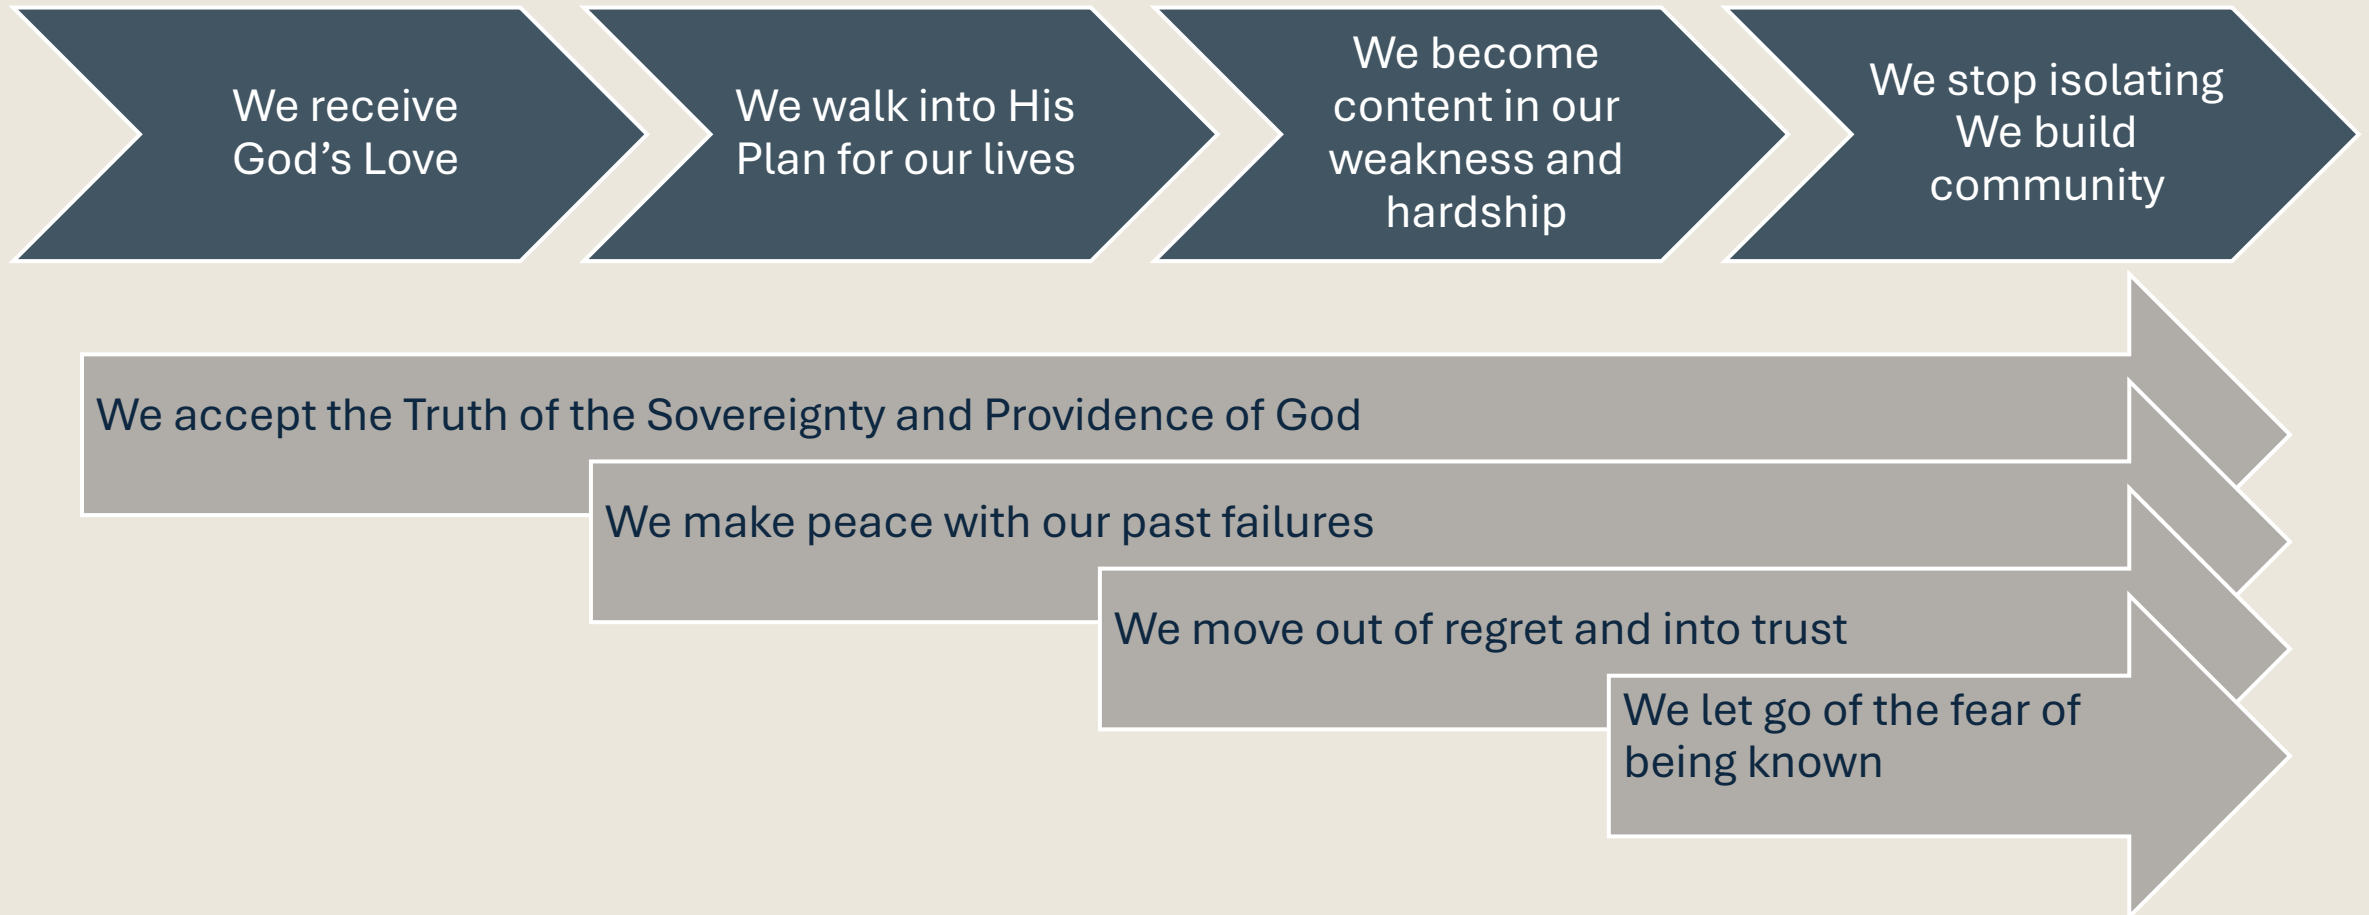 We receive
God’s Love
We walk into His
Plan for our lives
We become
content in our
weakness and
hardship
We stop isolating
We build
community
We accept the Truth of the Sovereignty and Providence of God
We make peace with our past failures
We move out of regret and into trust
We let go of the fear of
being known